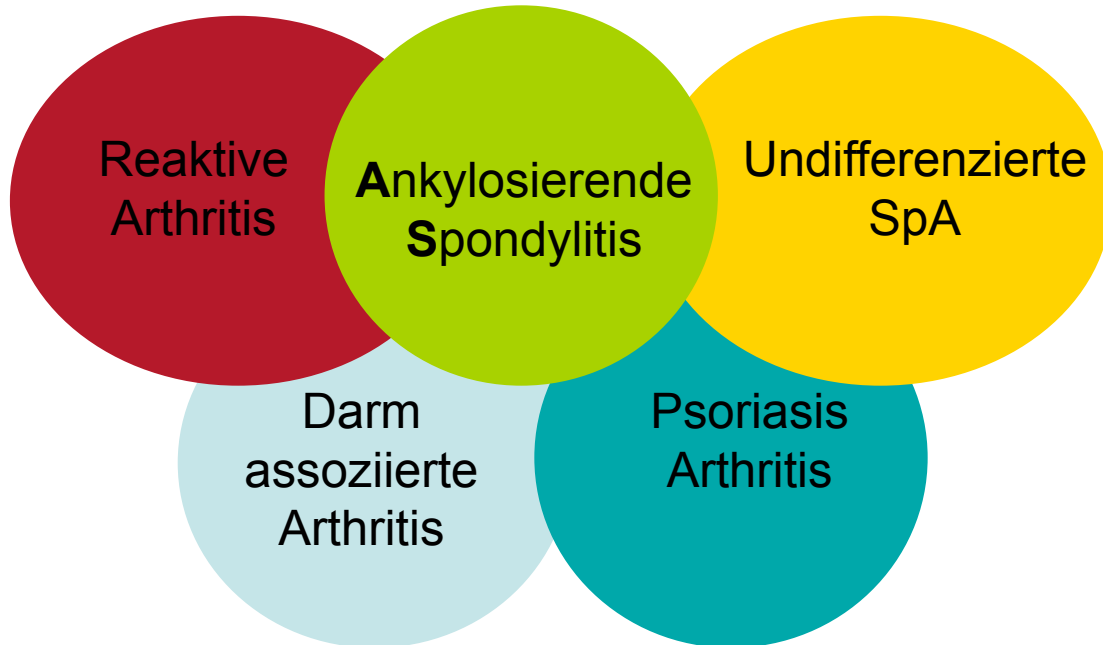 Reaktive
Arthritis
Ankylosierende
Spondylitis
Undifferenzierte
SpA
Darm
assoziierte
Arthritis
Psoriasis
Arthritis